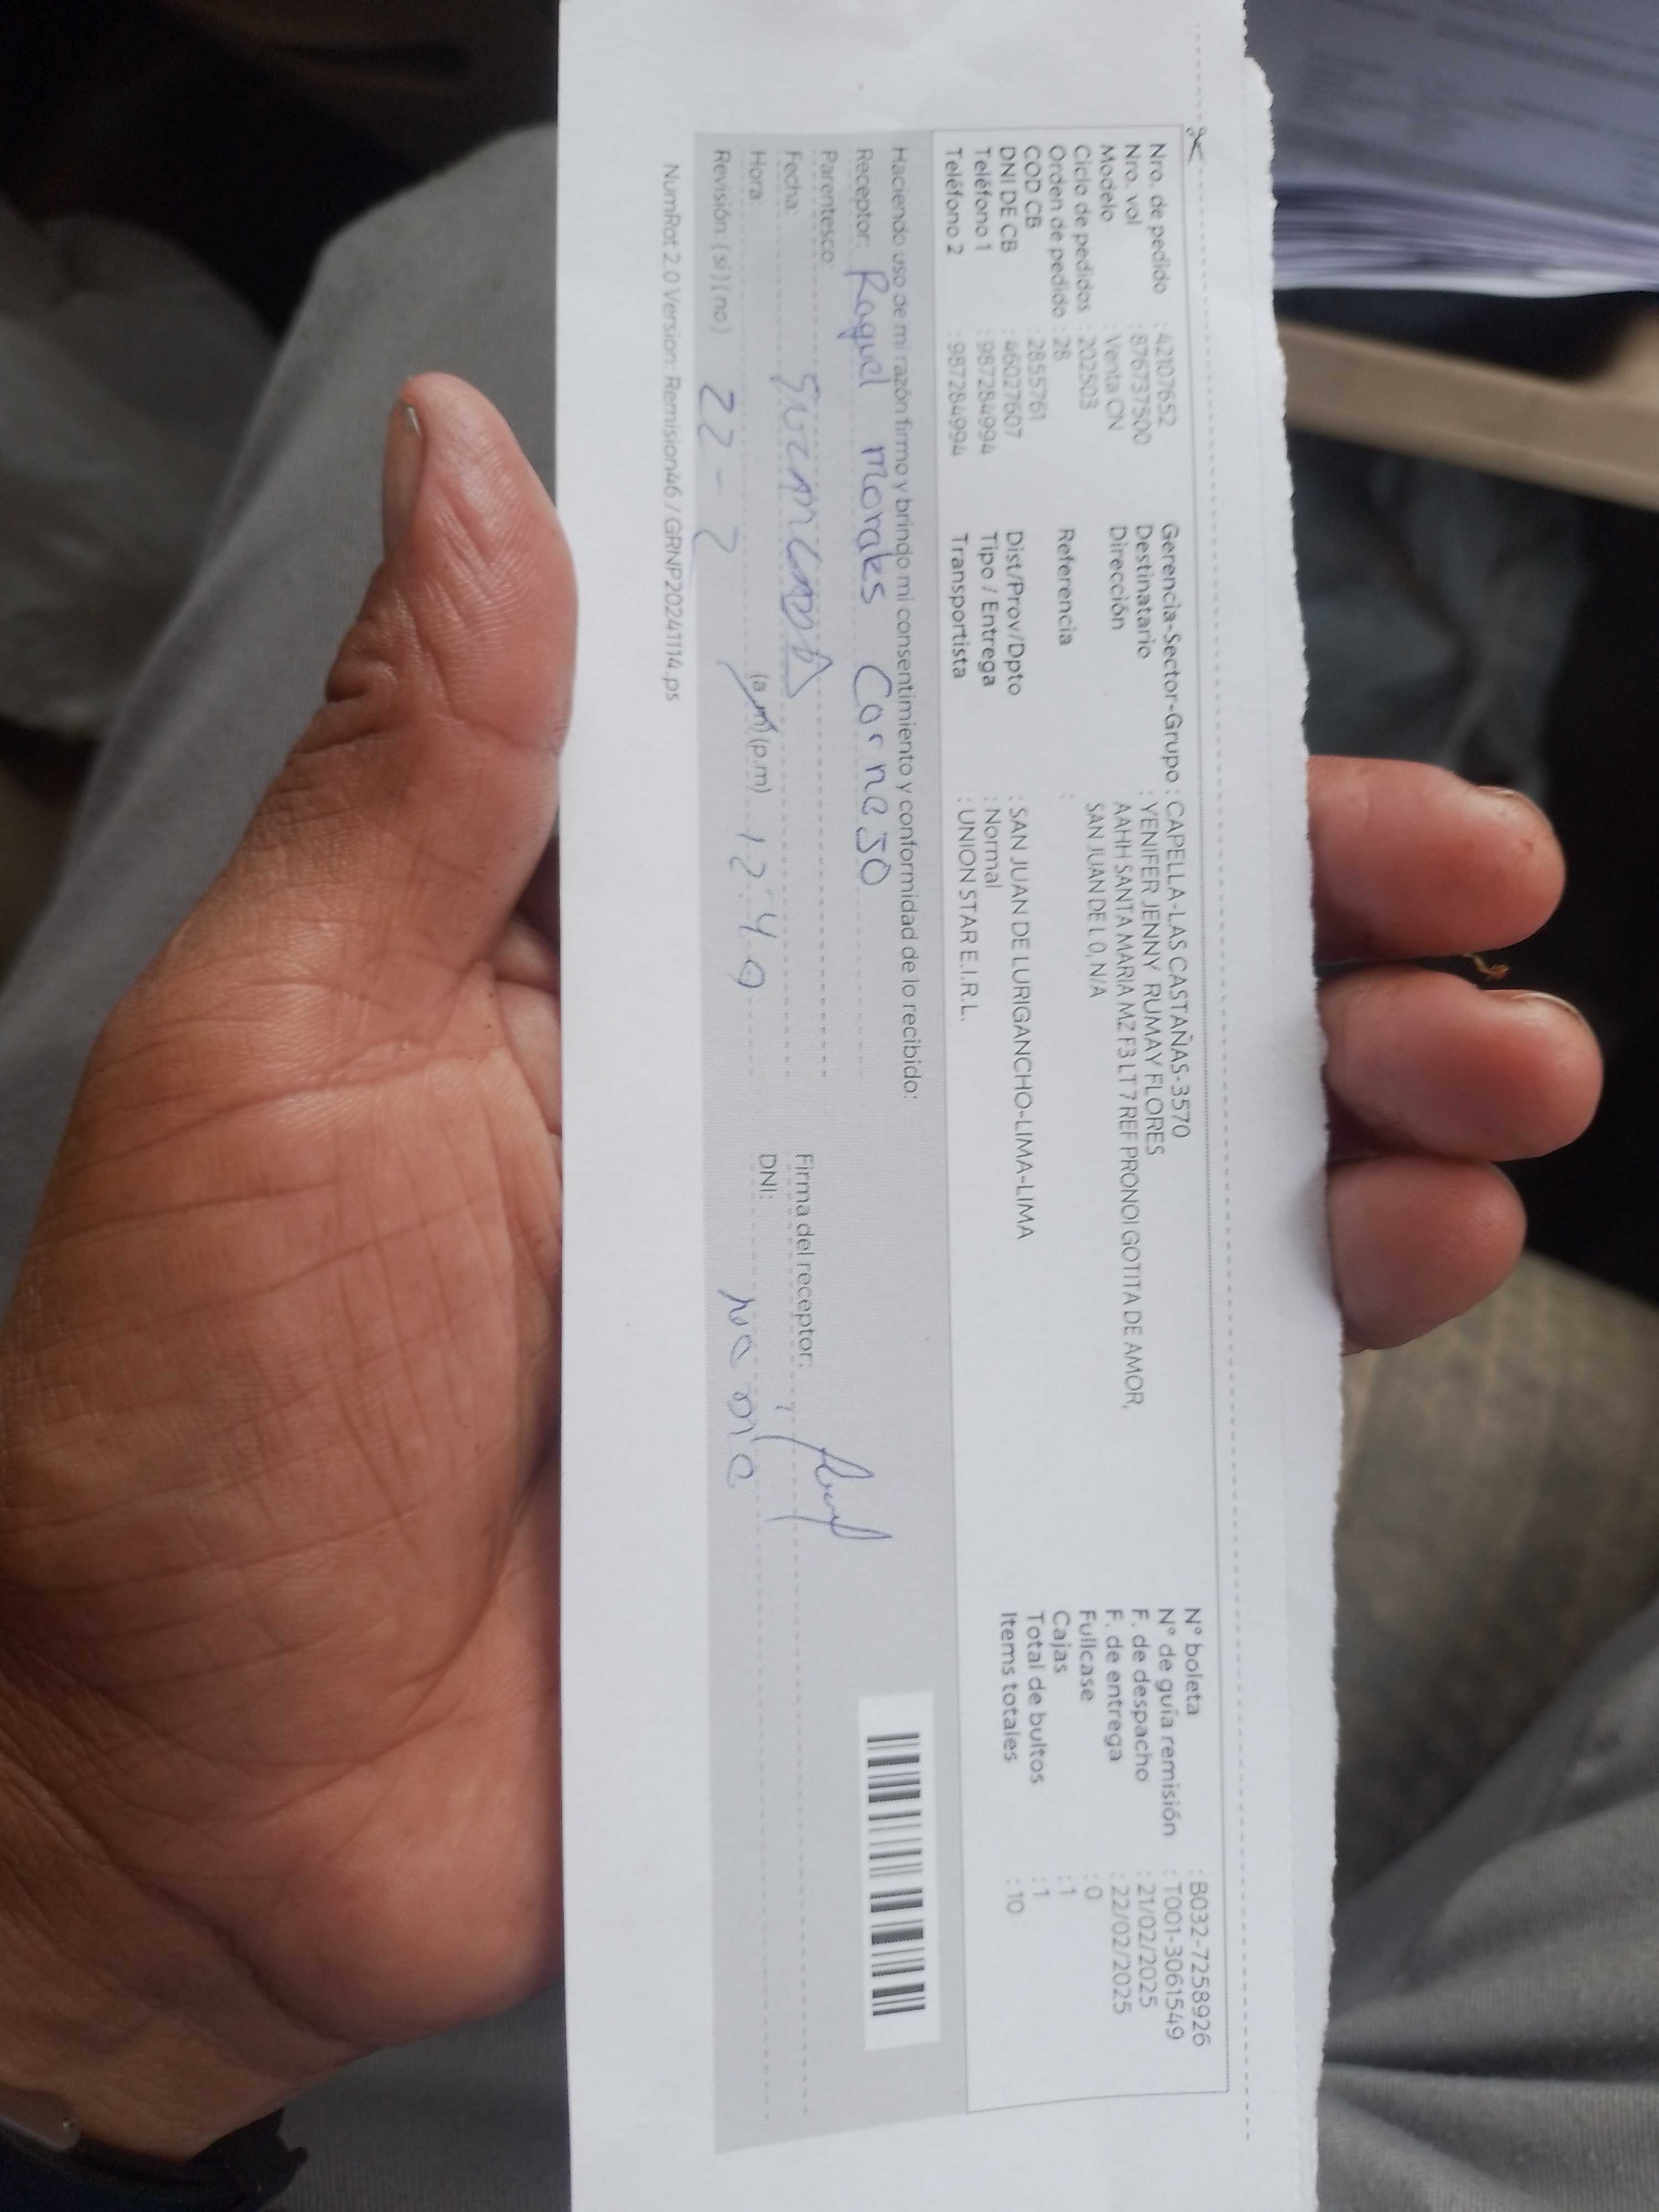 Nro. de pedido : 42107652
Nro. vol : 876737500
Modelo : Venta CN
Ciclo de pedidos : 202503
Orden de pedido : 28
COD CB : 2855761
DNI DE CB : 46027607
Teléfono 1 : 987284994
Teléfono 2 : 987284994
Gerencia-Sector-Grupo : CAPELLA-LAS CASTAÑAS-3570
Destinatario : YENIFER JENNY RUMAY FLORES
Dirección : AAHH SANTA MARIA MZ F3 LT 7 REF PRONOI GOTITA DE AMOR,
SAN JUAN DE L 0, N/A
Referencia :
Dist/Prov/Dpto : SAN JUAN DE LURIGANCHO-LIMA-LIMA
Tipo / Entrega : Normal
Transportista : UNION STAR E.I.R.L.
N° boleta : B032-7258926
N° de guía remisión : T001-3061549
F. de despacho : 21/02/2025
F. de entrega : 22/02/2025
Fullcase : 0
Cajas : 1
Total de bultos : 1
Items totales : 10
Haciendo uso de mi razón firmo y brindo mi consentimiento y conformidad de lo recibido:
Receptor: Raquel Morales Cornejo
Parentesco:
Fecha:
Hora: (a.m) (p.m) 12:49
Revisión: (si) (no) 22-2
Firma del receptor:
DNI:
NumRot 2.0 Version: Remision46 / GRNP20241114.ps